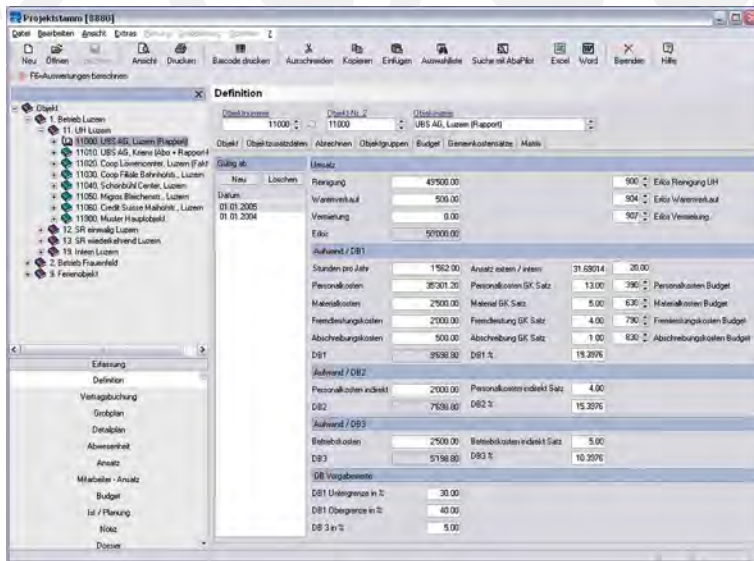 Projektstamm [8800]
Datei Bearbeiten Ansicht Extras
Neu Öffnen Ansicht Drucken Barcode drucken Ausschneiden Kopieren Einfügen Auswahlliste Suche mit AbaPilot Excel Word Beenden Hilfe
F6=Auswertungen berechnen
Objekt
1. Betrieb Luzern
11. UH Luzern
11000 UBS AG, Luzern (Rapport)
11010 UBS AG, Kriens (Abo + Rapport
11020 Coop Löwencenter, Luzern (Fakt
11030 Coop Filiale Bahnhofstr., Luzern
11040 Schönbühl Center, Luzern
11050 Migros Bleichenstr., Luzern
11060 Credit Suisse Maihofstr., Luzern
11900 Muster Hauptobjekt
12. SR einmalig Luzern
13. SR wiederkehrend Luzern
19. Intern Luzern
2. Betrieb Frauenfeld
9. Ferienobjekt
Erfassung
Definition
Vertragsbuchung
Grobplan
Detailplan
Abwesenheit
Ansatz
Mitarbeiter - Ansatz
Budget
Ist / Planung
Notiz
Dossier
Definition
Objektnummer Objekt Nr. 2 Objektname
11000 11000 UBS AG, Luzern (Rapport)
Objekt Objektzusatzdaten Abrechnen Objektgruppen Budget Gemeinkostensätze Matrik
Gültig ab:
Neu Löschen
Datum
01.01.2005
01.01.2004
Umsatz
Reinigung 49'500.00 900 Erlös Reinigung UH
Warenverkauf 500.00 904 Erlös Warenverkauf
Vermietung 0.00 907 Erlös Vermietung
Erlös 50'000.00
Aufwand / DB1
Stunden pro Jahr 1'562.00 Ansatz extern / intern 31.69014 20.00
Personalkosten 35'301.20 Personalkosten GK Satz 13.00 390 Personalkosten Budget
Materialkosten 2'500.00 Material GK Satz 5.00 630 Materialkosten Budget
Fremdleistungskosten 2'000.00 Fremdleistung GK Satz 4.00 790 Fremdleistungskosten Budget
Abschreibungskosten 500.00 Abschreibung GK Satz 1.00 830 Abschreibungskosten Budget
DB1 9'698.80 DB1 % 19.3976
Aufwand / DB2
Personalkosten indirekt 2'000.00 Personalkosten indirekt Satz 4.00
DB2 7'698.80 DB2 % 15.3976
Aufwand / DB3
Betriebskosten 2'500.00 Betriebskosten indirekt Satz 5.00
DB3 5'198.80 DB3 % 10.3976
DB Vorgabewerte
DB1 Untergrenze in % 30.00
DB1 Obergrenze in % 40.00
DB 3 in % 5.00